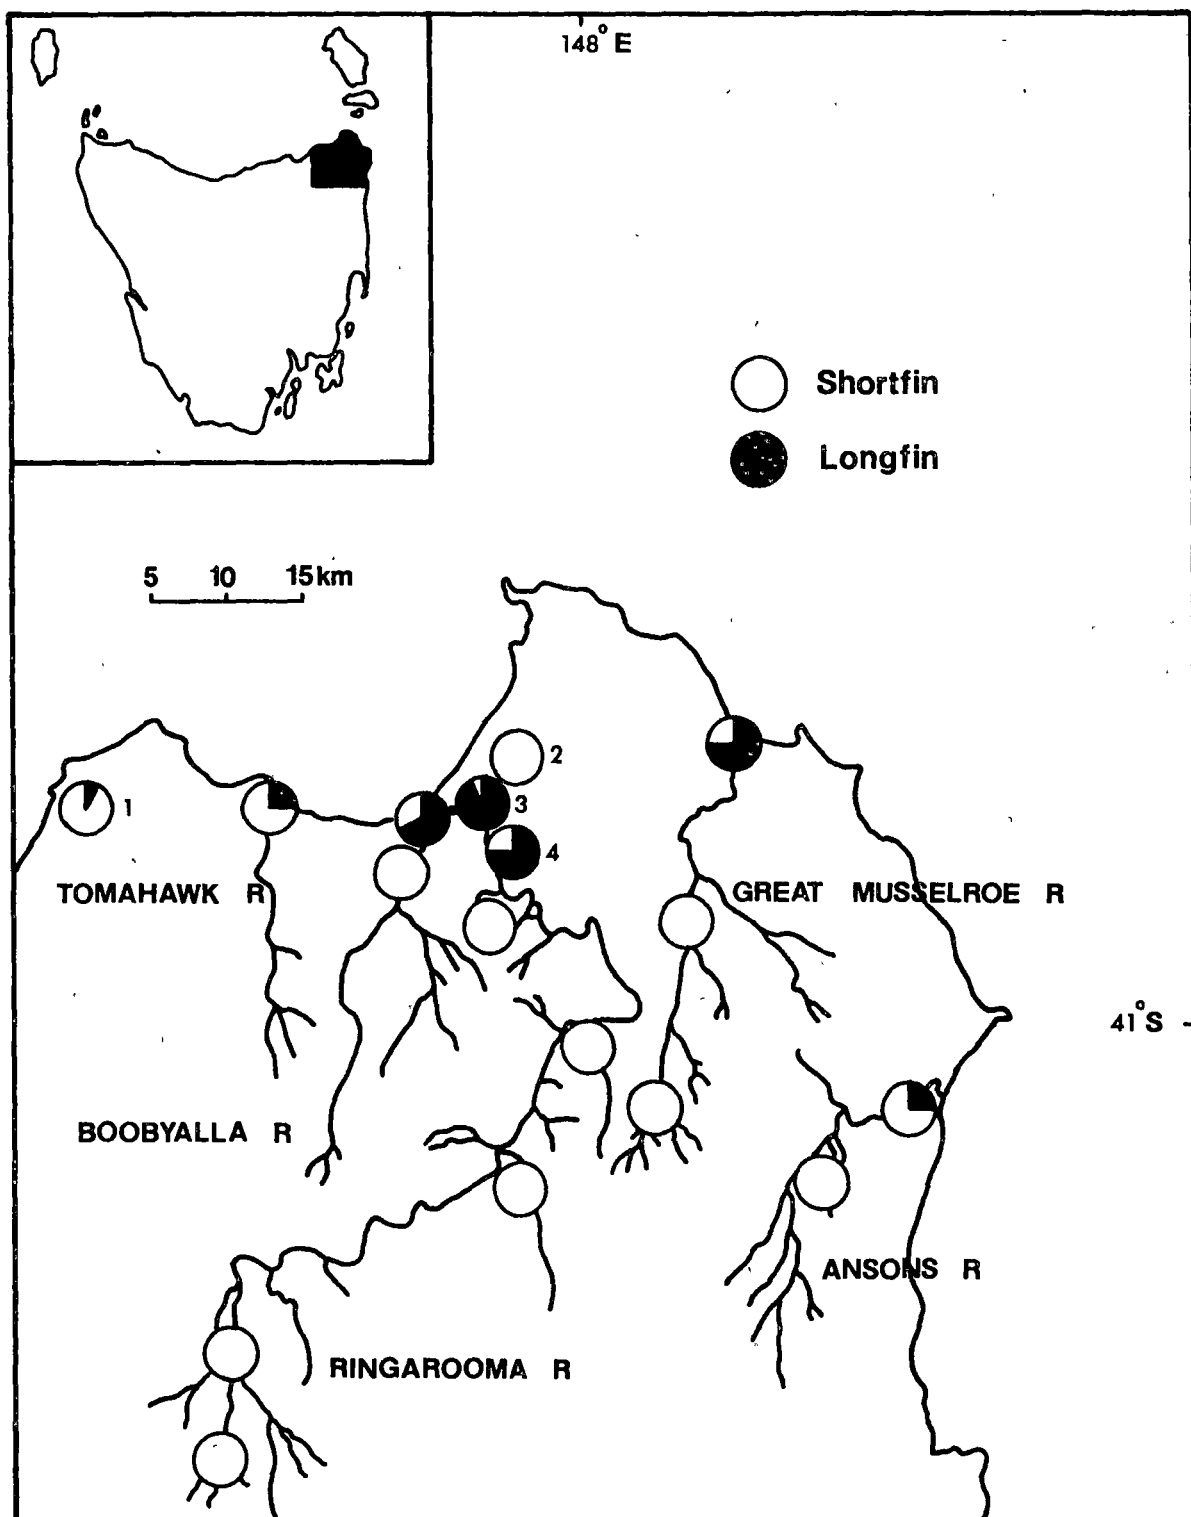 148° E
Shortfin
Longfin
5 10 15km
2
1
3
4
TOMAHAWK R
GREAT MUSSELROE R
41°S
BOOBYALLA R
ANSONS R
RINGAROOMA R